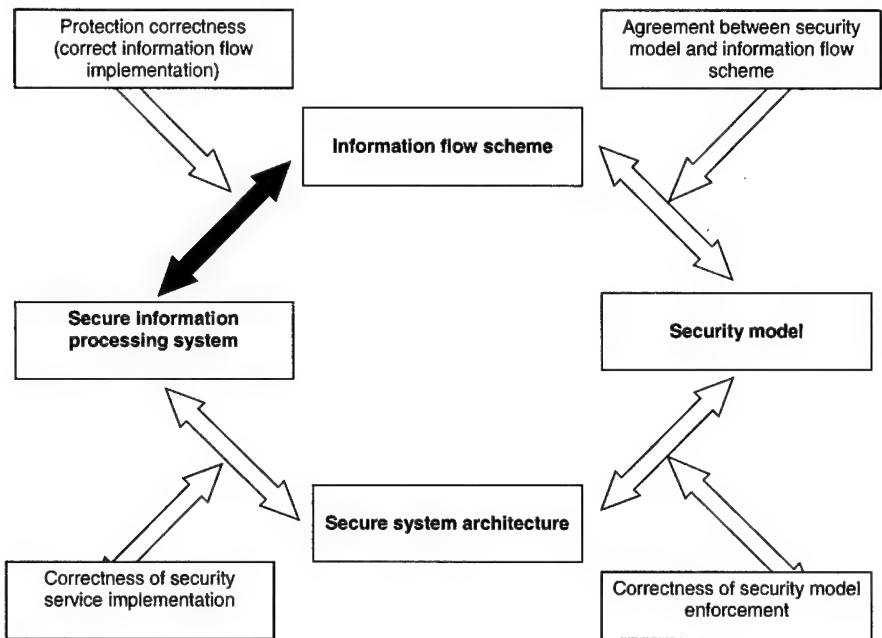 Protection correctness
(correct information flow
implementation)
Agreement between security
model and information flow
scheme
Information flow scheme
Secure information
processing system
Security model
Secure system architecture
Correctness of security
service implementation
Correctness of security model
enforcement